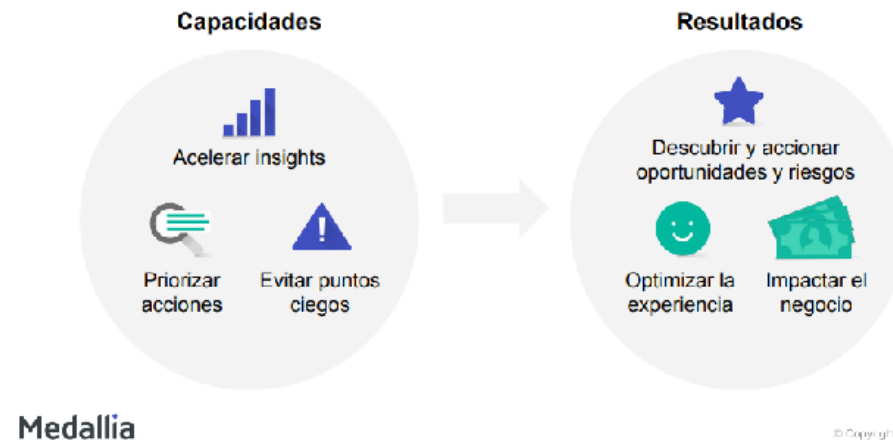 Capacidades
Resultados
Acelerar insights
Priorizar
acciones
Evitar puntos
ciegos
Descubrir y accionar
oportunidades y riesgos
Optimizar la
experiencia
Impactar el
negocio
Medallia
© Copyright